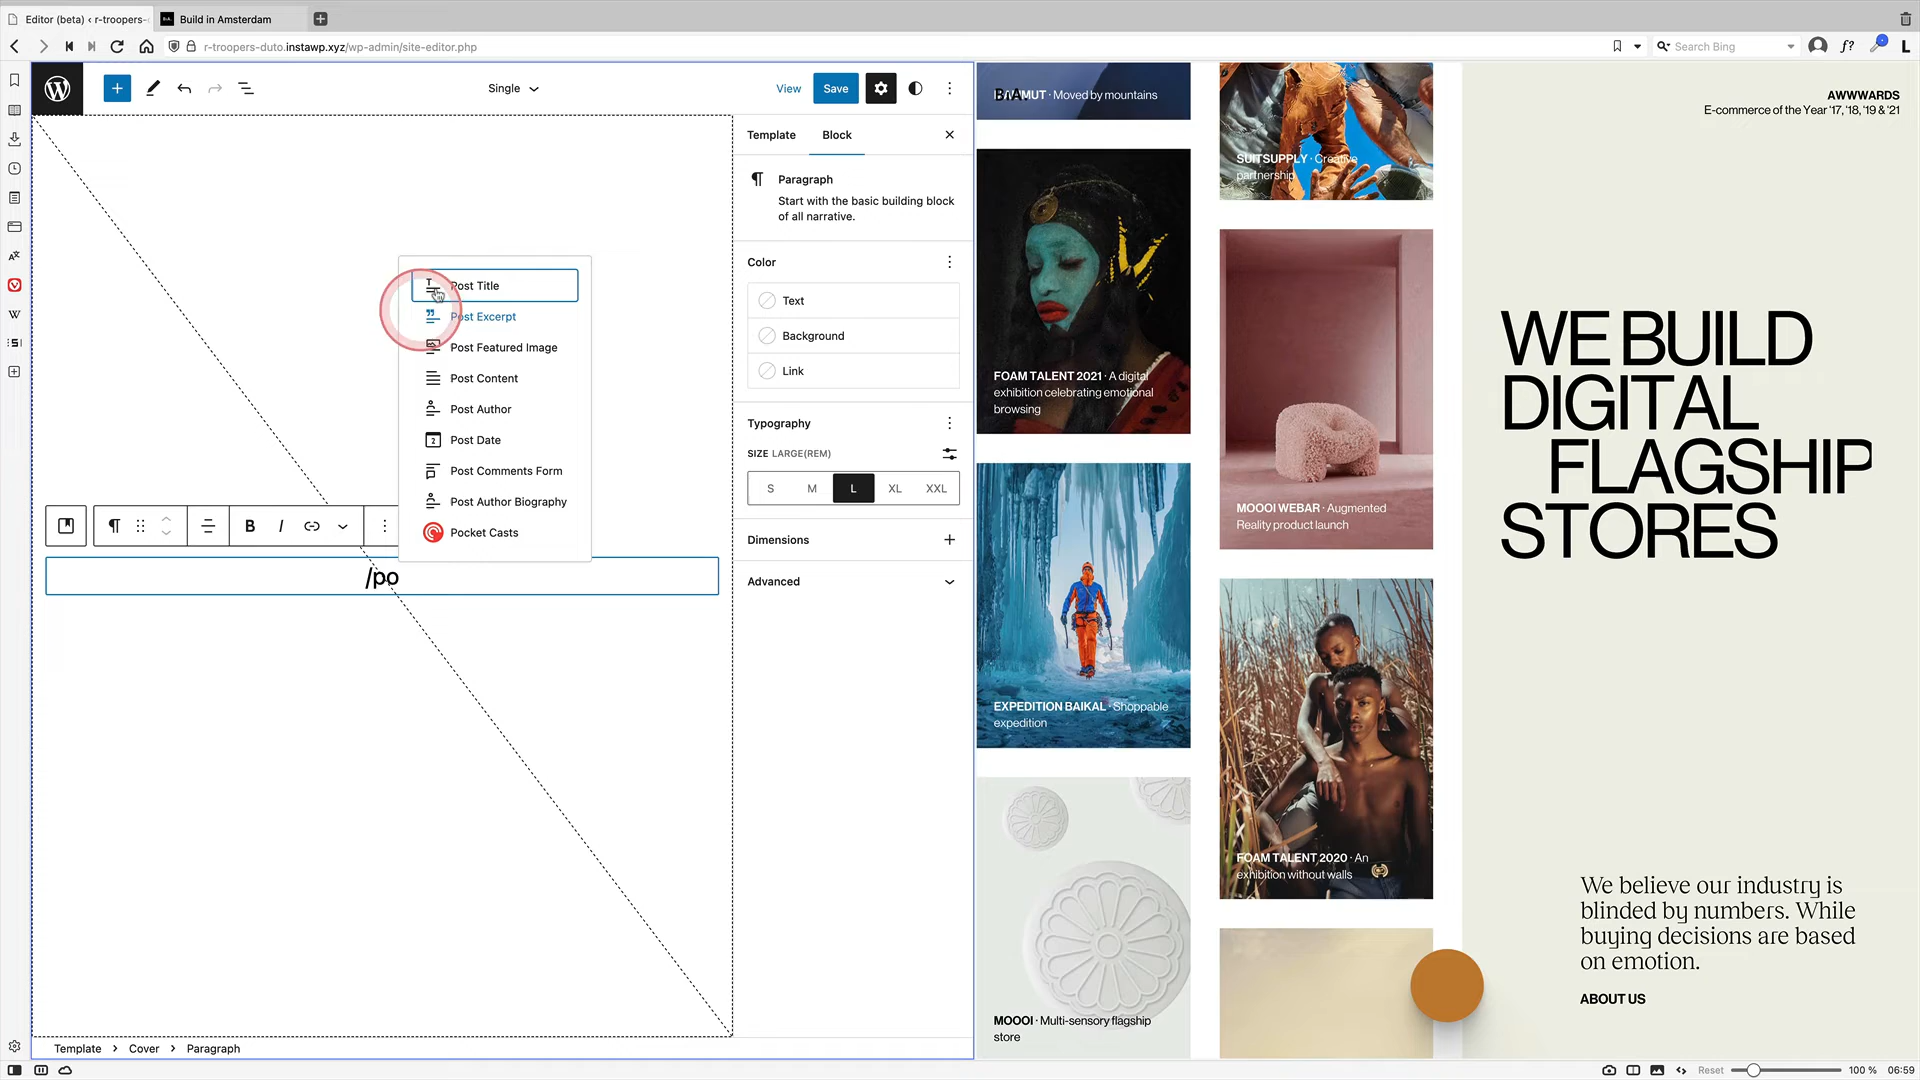 Editor (beta) ‹ r-troopers-
B\A.
Build in Amsterdam
r-troopers-duto.instawp.xyz/wp-admin/site-editor.php
Search Bing
f?
L
Single
View
Save
Template
Block
Paragraph
Start with the basic building block
of all narrative.
Color
Text
Background
Link
Typography
SIZE LARGE(REM)
S
M
L
XL
XXL
Dimensions
Advanced
Post Title
Post Excerpt
Post Featured Image
Post Content
Post Author
Post Date
Post Comments Form
Post Author Biography
Pocket Casts
B
I
/po
Template > Cover > Paragraph
MUT · Moved by mountains
FOAM TALENT 2021 · A digital
exhibition celebrating emotional
browsing
EXPEDITION BAIKAL · Shoppable
expedition
MOOOI · Multi-sensory flagship
store
SUITSUPPLY · Creative
partnership
MOOOI WEBAR · Augmented
Reality product launch
FOAM TALENT 2020 · An
exhibition without walls
AWWWARDS
E-commerce of the Year '17, '18, '19 & '21
WE BUILD
DIGITAL
FLAGSHIP
STORES
We believe our industry is
blinded by numbers. While
buying decisions are based
on emotion.
ABOUT US
Reset
100 %
06:59